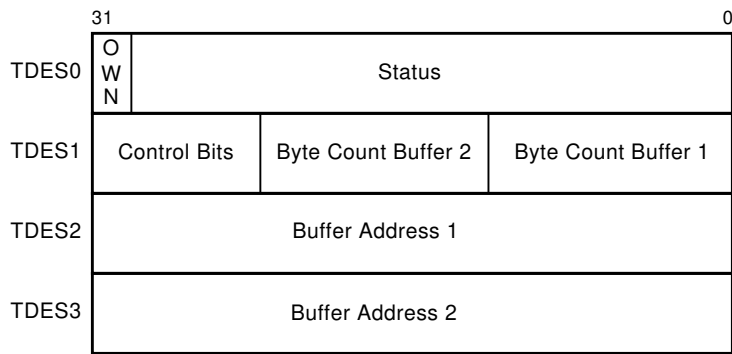 31 0
TDES0 OWN Status
TDES1 Control Bits Byte Count Buffer 2 Byte Count Buffer 1
TDES2 Buffer Address 1
TDES3 Buffer Address 2